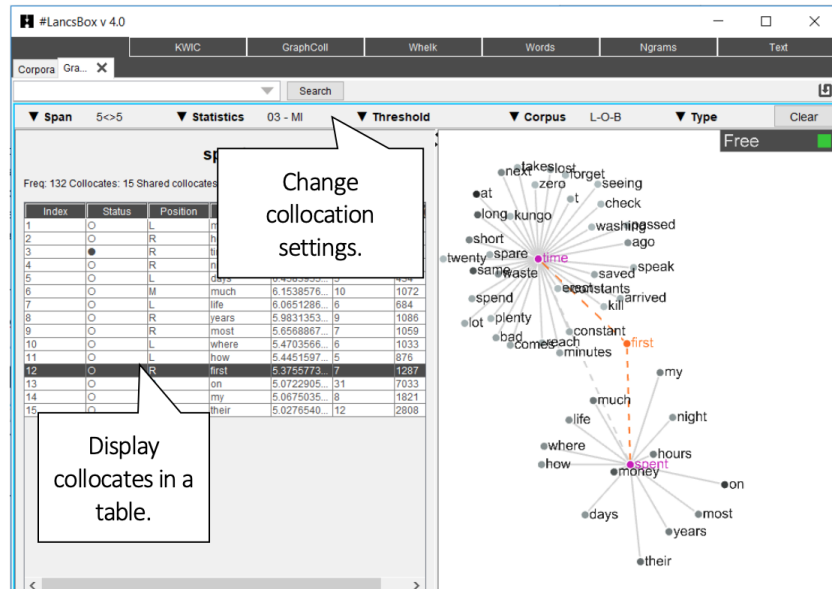 #LancsBox v 4.0
KWIC GraphColl Whelk Words Ngrams Text
Corpora Gra... X
Search
▼ Span 5<>5 ▼ Statistics 03 - MI ▼ Threshold ▼ Corpus L-O-B ▼ Type Clear
Free
Change
collocation
settings.
Freq: 132 Collocates: 15 Shared collocates
Index Status Position
1 L
2 R
3 R
4 R
5 L days 5
6 M much 6.1538576... 10 1072
7 L life 6.0651286... 6 684
8 R years 5.9831353... 9 1086
9 R most 5.6568867... 7 1059
10 L where 5.4703566... 6 1033
11 L how 5.4451597... 5 876
12 R first 5.3755773... 7 1287
13 on 5.0722905... 31 7033
14 my 5.0675035... 8 1821
15 their 5.0276540... 12 2808
Display
collocates in a
table.
next takes lost forget
zero seeing
at t check
long kungo washing passed
short ago
twenty spare time
same waste saved speak
erect constants
spend kill arrived
lot plenty
bad constant
comes reach first
minutes
my
much
life night
where hours
how spent
money on
days most
years
their